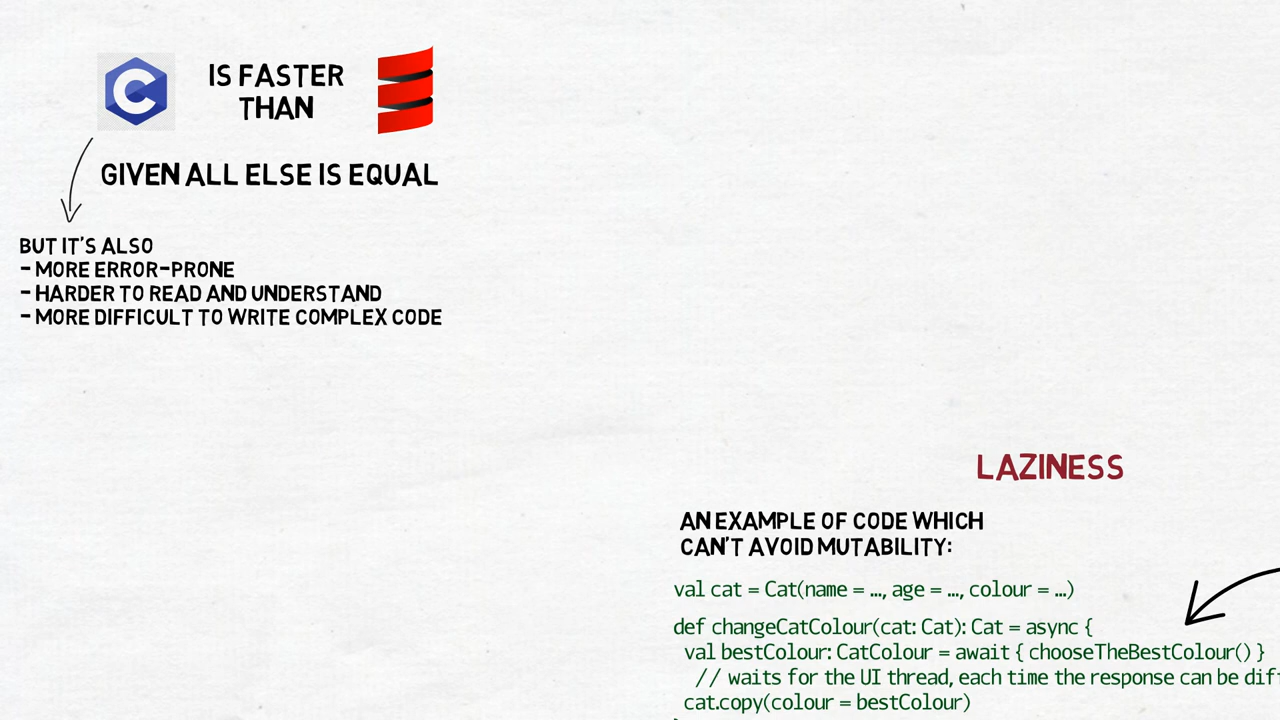 C
IS FASTER
THAN
GIVEN ALL ELSE IS EQUAL
BUT IT'S ALSO
- MORE ERROR-PRONE
- HARDER TO READ AND UNDERSTAND
- MORE DIFFICULT TO WRITE COMPLEX CODE
LAZINESS
AN EXAMPLE OF CODE WHICH
CAN'T AVOID MUTABILITY:
val cat = Cat(name = ..., age = ..., colour = ...)
def changeCatColour(cat: Cat): Cat = async {
val bestColour: CatColour = await { chooseTheBestColour() }
// waits for the UI thread, each time the response can be
cat.copy(colour = bestColour)